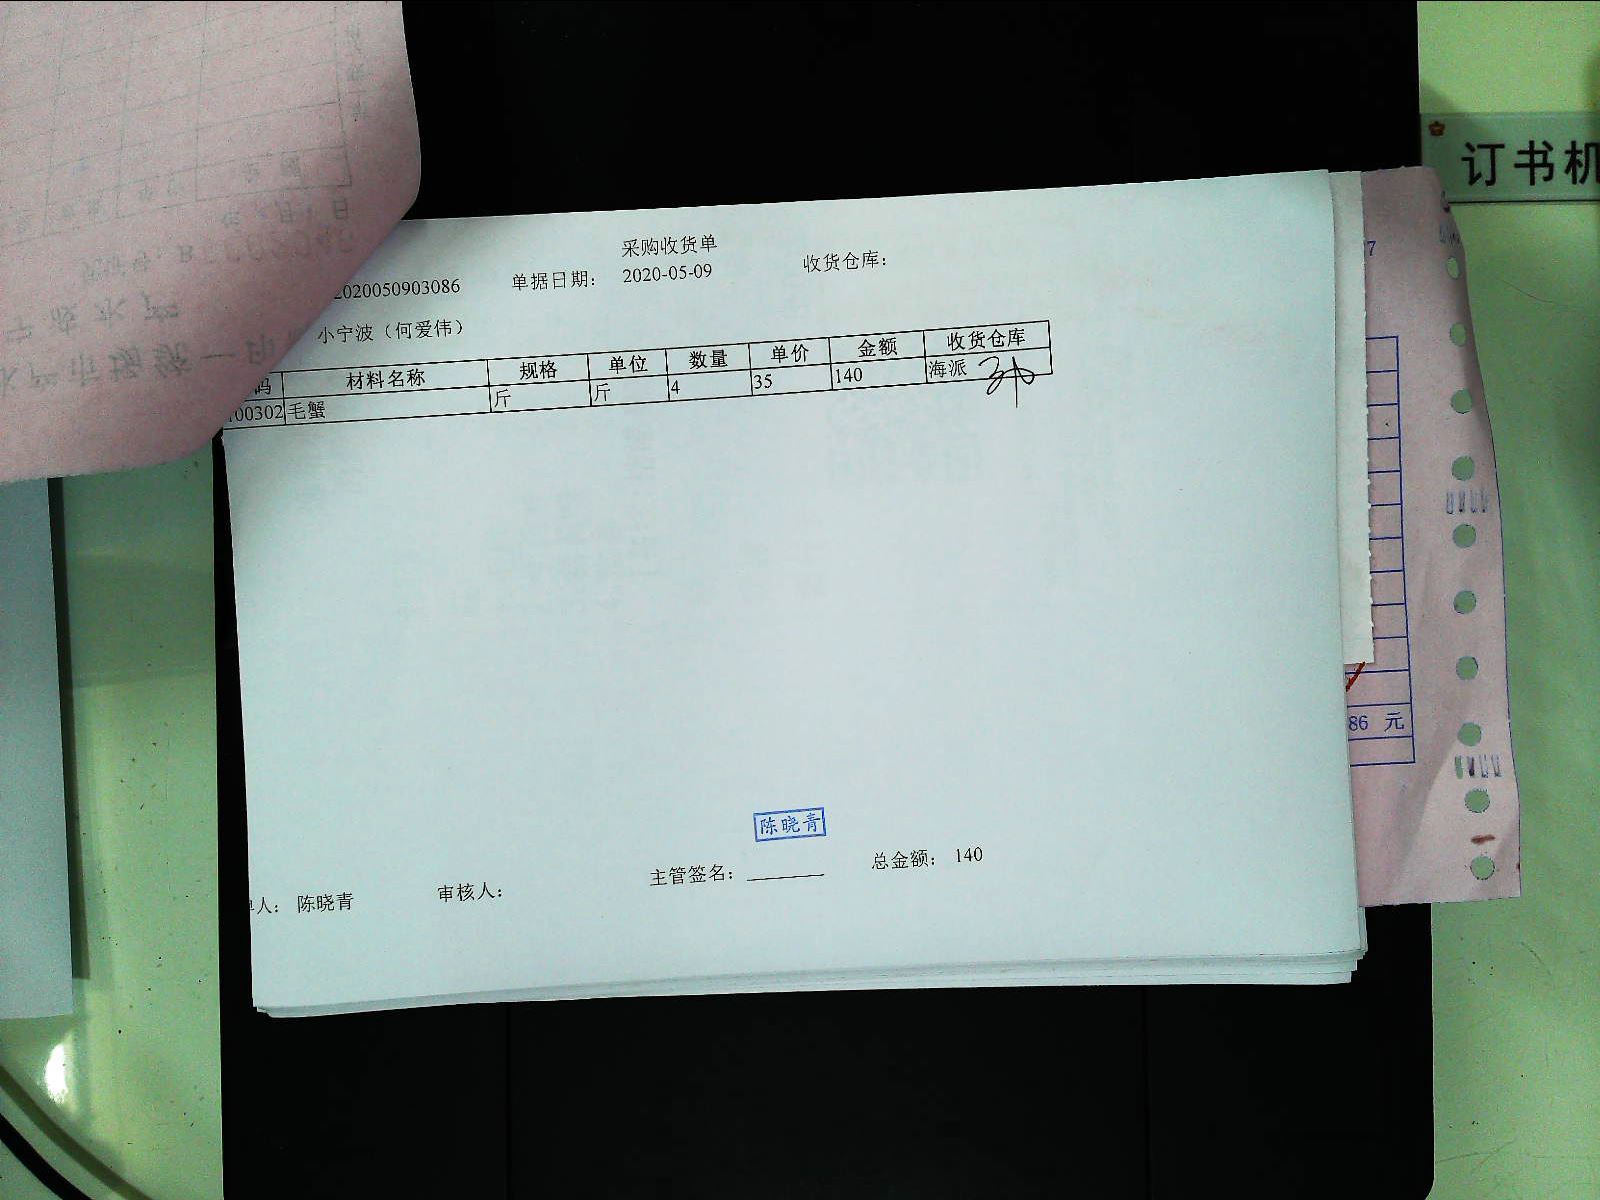 订书机
采购收货单
2020050903086 单据日期： 2020-05-09 收货仓库：
小宁波（何爱伟）
码 材料名称 规格 单位 数量 单价 金额 收货仓库
00302 毛蟹 斤 斤 4 35 140 海派
86 元
陈晓青
主管签名： 总金额： 140
单人： 陈晓青 审核人：